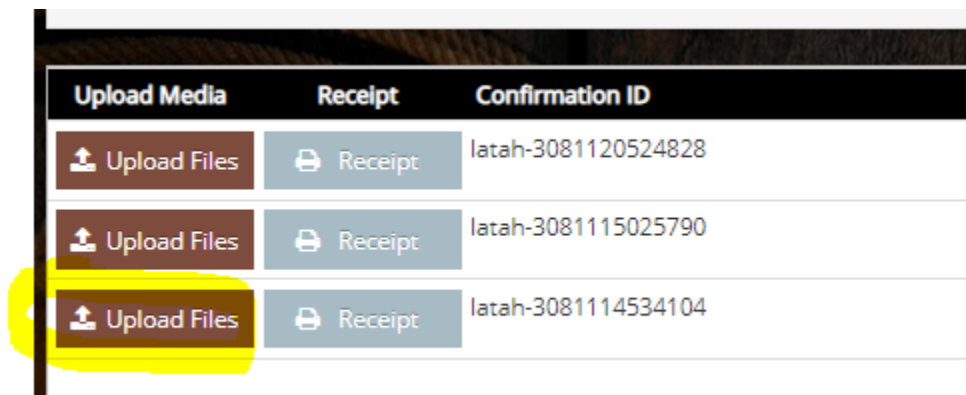 Upload Media Receipt Confirmation ID
Upload Files Receipt latah-3081120524828
Upload Files Receipt latah-3081115025790
Upload Files Receipt latah-3081114534104